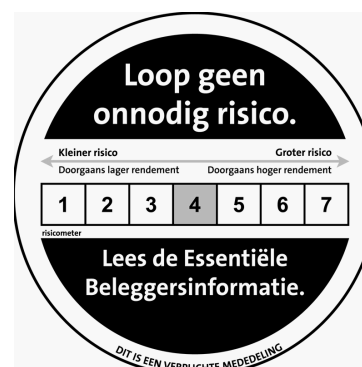 Loop geen
onnodig risico.
Kleiner risico Groter risico
Doorgaans lager rendement Doorgaans hoger rendement
1 2 3 4 5 6 7
risicometer
Lees de Essentiële
Beleggersinformatie.
DIT IS EEN VERPLICHTE MEDEDELING